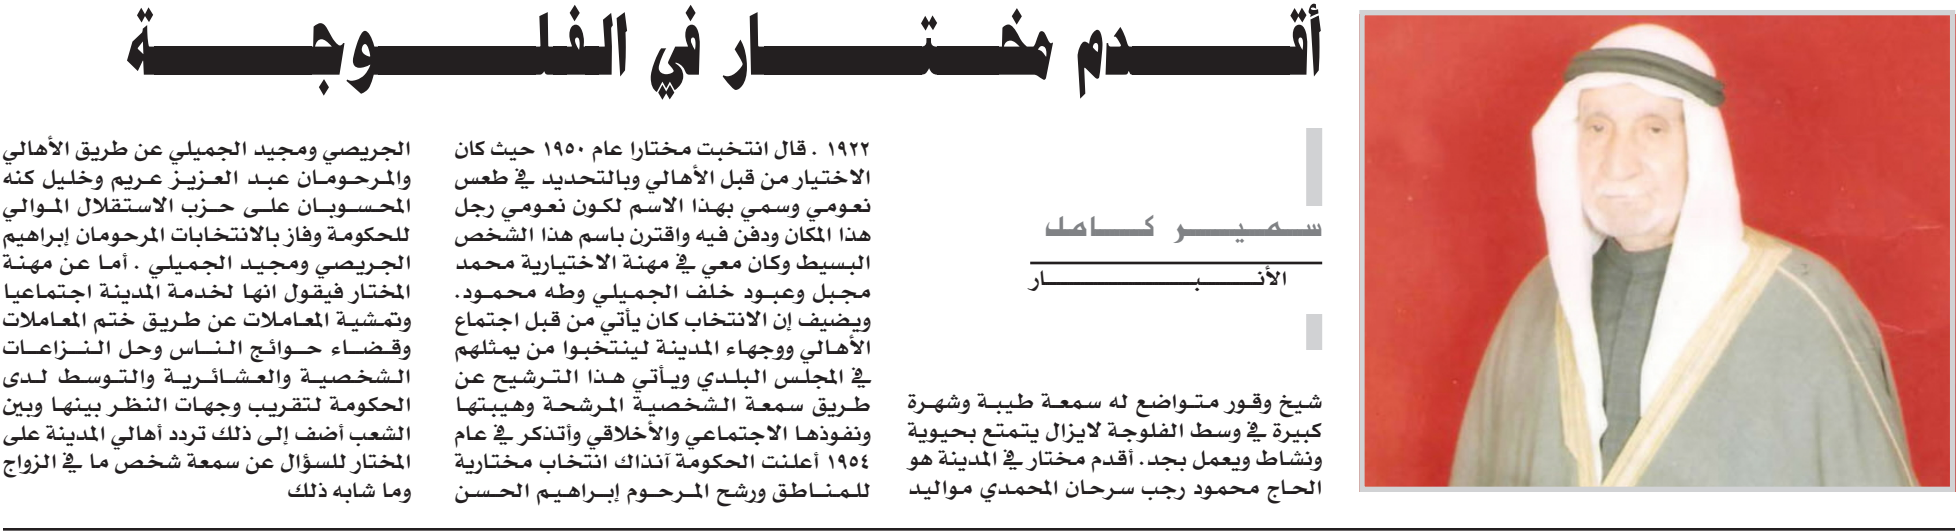 أقدم مختار في الفلوجة
سمير كامل
الأنبار
شيخ وقور متواضع له سمعة طيبة وشهرة
كبيرة في وسط الفلوجة لايزال يتمتع بحيوية
ونشاط ويعمل بجد. أقدم مختار في المدينة هو
الحاج محمود رجب سرحان المحمدي مواليد
١٩٢٢ . قال انتخبت مختارا عام ١٩٥٠ حيث كان
الاختيار من قبل الأهالي وبالتحديد في طعس
نعومي وسمي بهذا الاسم لكون نعومي رجل
هذا المكان ودفن فيه واقترن باسم هذا الشخص
البسيط وكان معي في مهنة الاختيارية محمد
مجبل وعبود خلف الجميلي وطه محمود.
ويضيف إن الانتخاب كان يأتي من قبل اجتماع
الأهالي ووجهاء المدينة لينتخبوا من يمثلهم
في المجلس البلدي ويأتي هذا الترشيح عن
طريق سمعة الشخصية المرشحة وهيبتها
ونفوذها الاجتماعي والأخلاقي وأتذكر في عام
١٩٥٤ أعلنت الحكومة آنذاك انتخاب مختارية
للمناطق ورشح المرحوم إبراهيم الحسن
الجريصي ومجيد الجميلي عن طريق الأهالي
والمرحومان عبد العزيز عريم وخليل كنه
المحسوبان على حزب الاستقلال الموالي
للحكومة وفاز بالانتخابات المرحومان إبراهيم
الجريصي ومجيد الجميلي . أما عن مهنة
المختار فيقول انها لخدمة المدينة اجتماعيا
وتمشية المعاملات عن طريق ختم المعاملات
وقضاء حوائج الناس وحل النزاعات
الشخصية والعشائرية والتوسط لدى
الحكومة لتقريب وجهات النظر بينها وبين
الشعب أضف إلى ذلك تردد أهالي المدينة على
المختار للسؤال عن سمعة شخص ما في الزواج
وما شابه ذلك